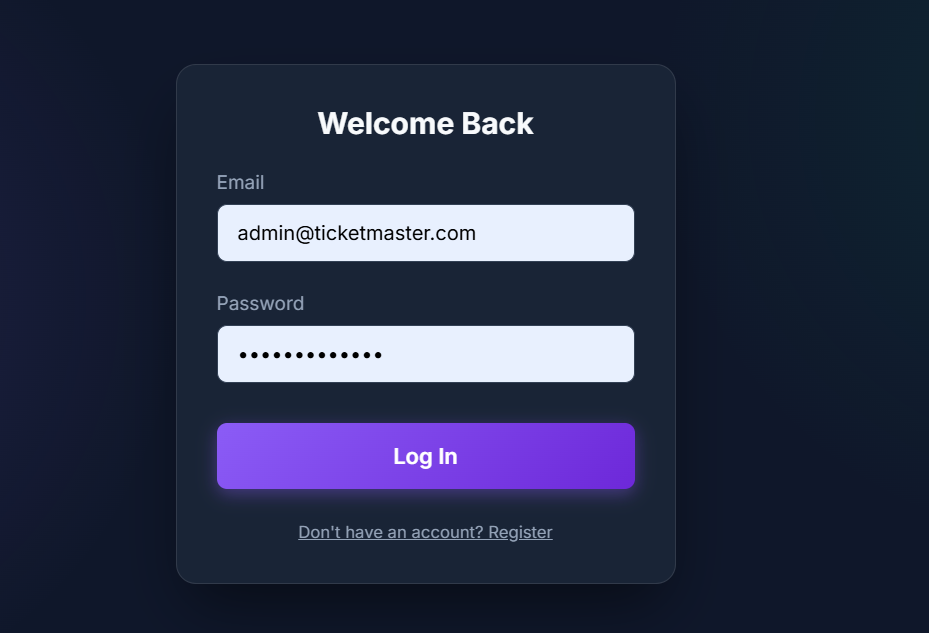 Welcome Back
Email
admin@ticketmaster.com
Password
•••••••••••••
Log In
Don't have an account? Register